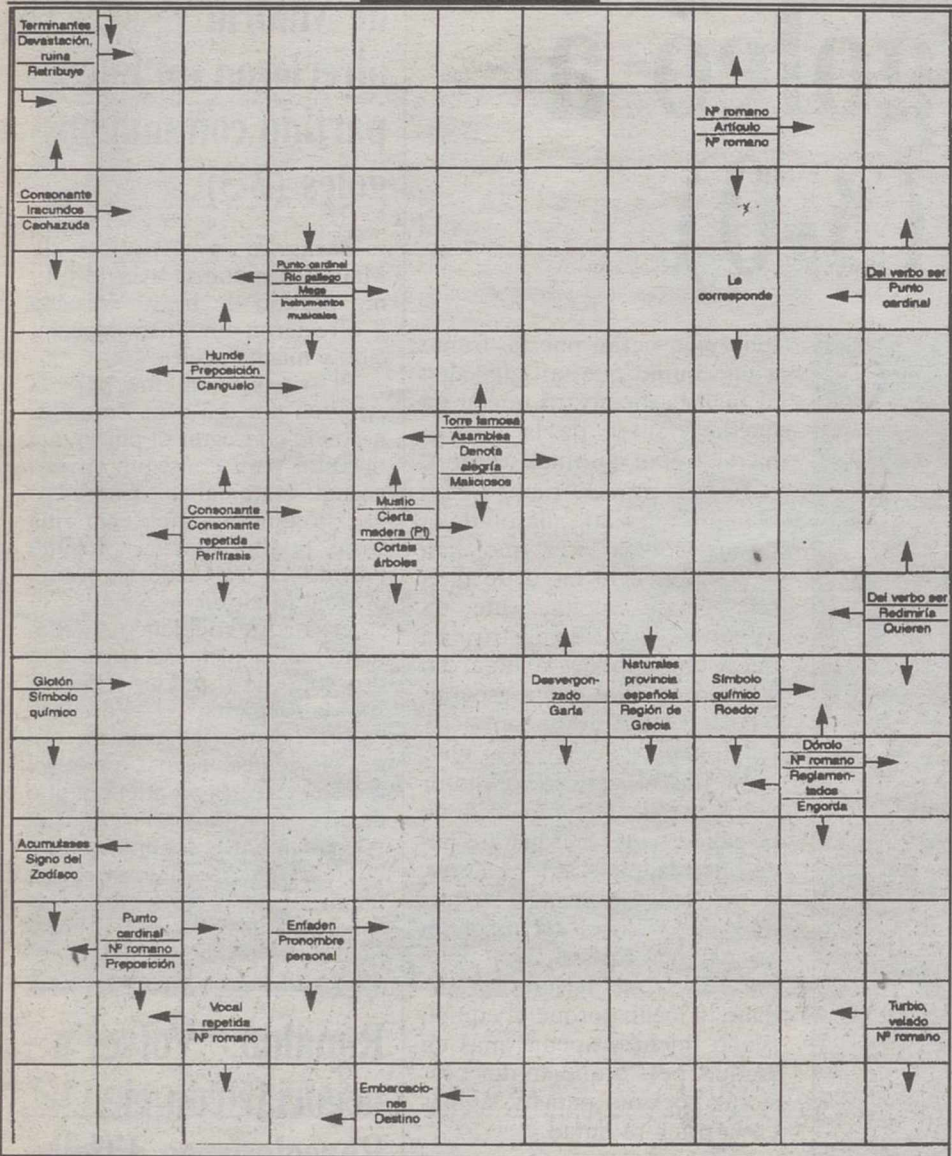 Terminantes
Devastación,
ruina
Retribuye
Nº romano
Artículo
Nº romano
Consonante
Iracundos
Cachazuda
Punto cardinal
Río gallego
Mega
Instrumentos
musicales
Le
corresponde
Del verbo ser
Punto
cardinal
Hunde
Preposición
Canguelo
Torre famosa
Asamblea
Denota
alegría
Maliciosos
Consonante
Consonante
repetida
Perífrasis
Mustio
Cierta
madera (Pl)
Cortais
árboles
Del verbo ser
Redimiría
Quieren
Glotón
Símbolo
químico
Desvergon-
zado
Garla
Naturales
provincia
española
Región de
Grecia
Símbolo
químico
Roedor
Dórolo
Nº romano
Reglamen-
tados
Engorda
Acumulases
Signo del
Zodíaco
Punto
cardinal
Nº romano
Preposición
Enfaden
Pronombre
personal
Vocal
repetida
Nº romano
Turbio,
velado
Nº romano
Embarcacio-
nes
Destino